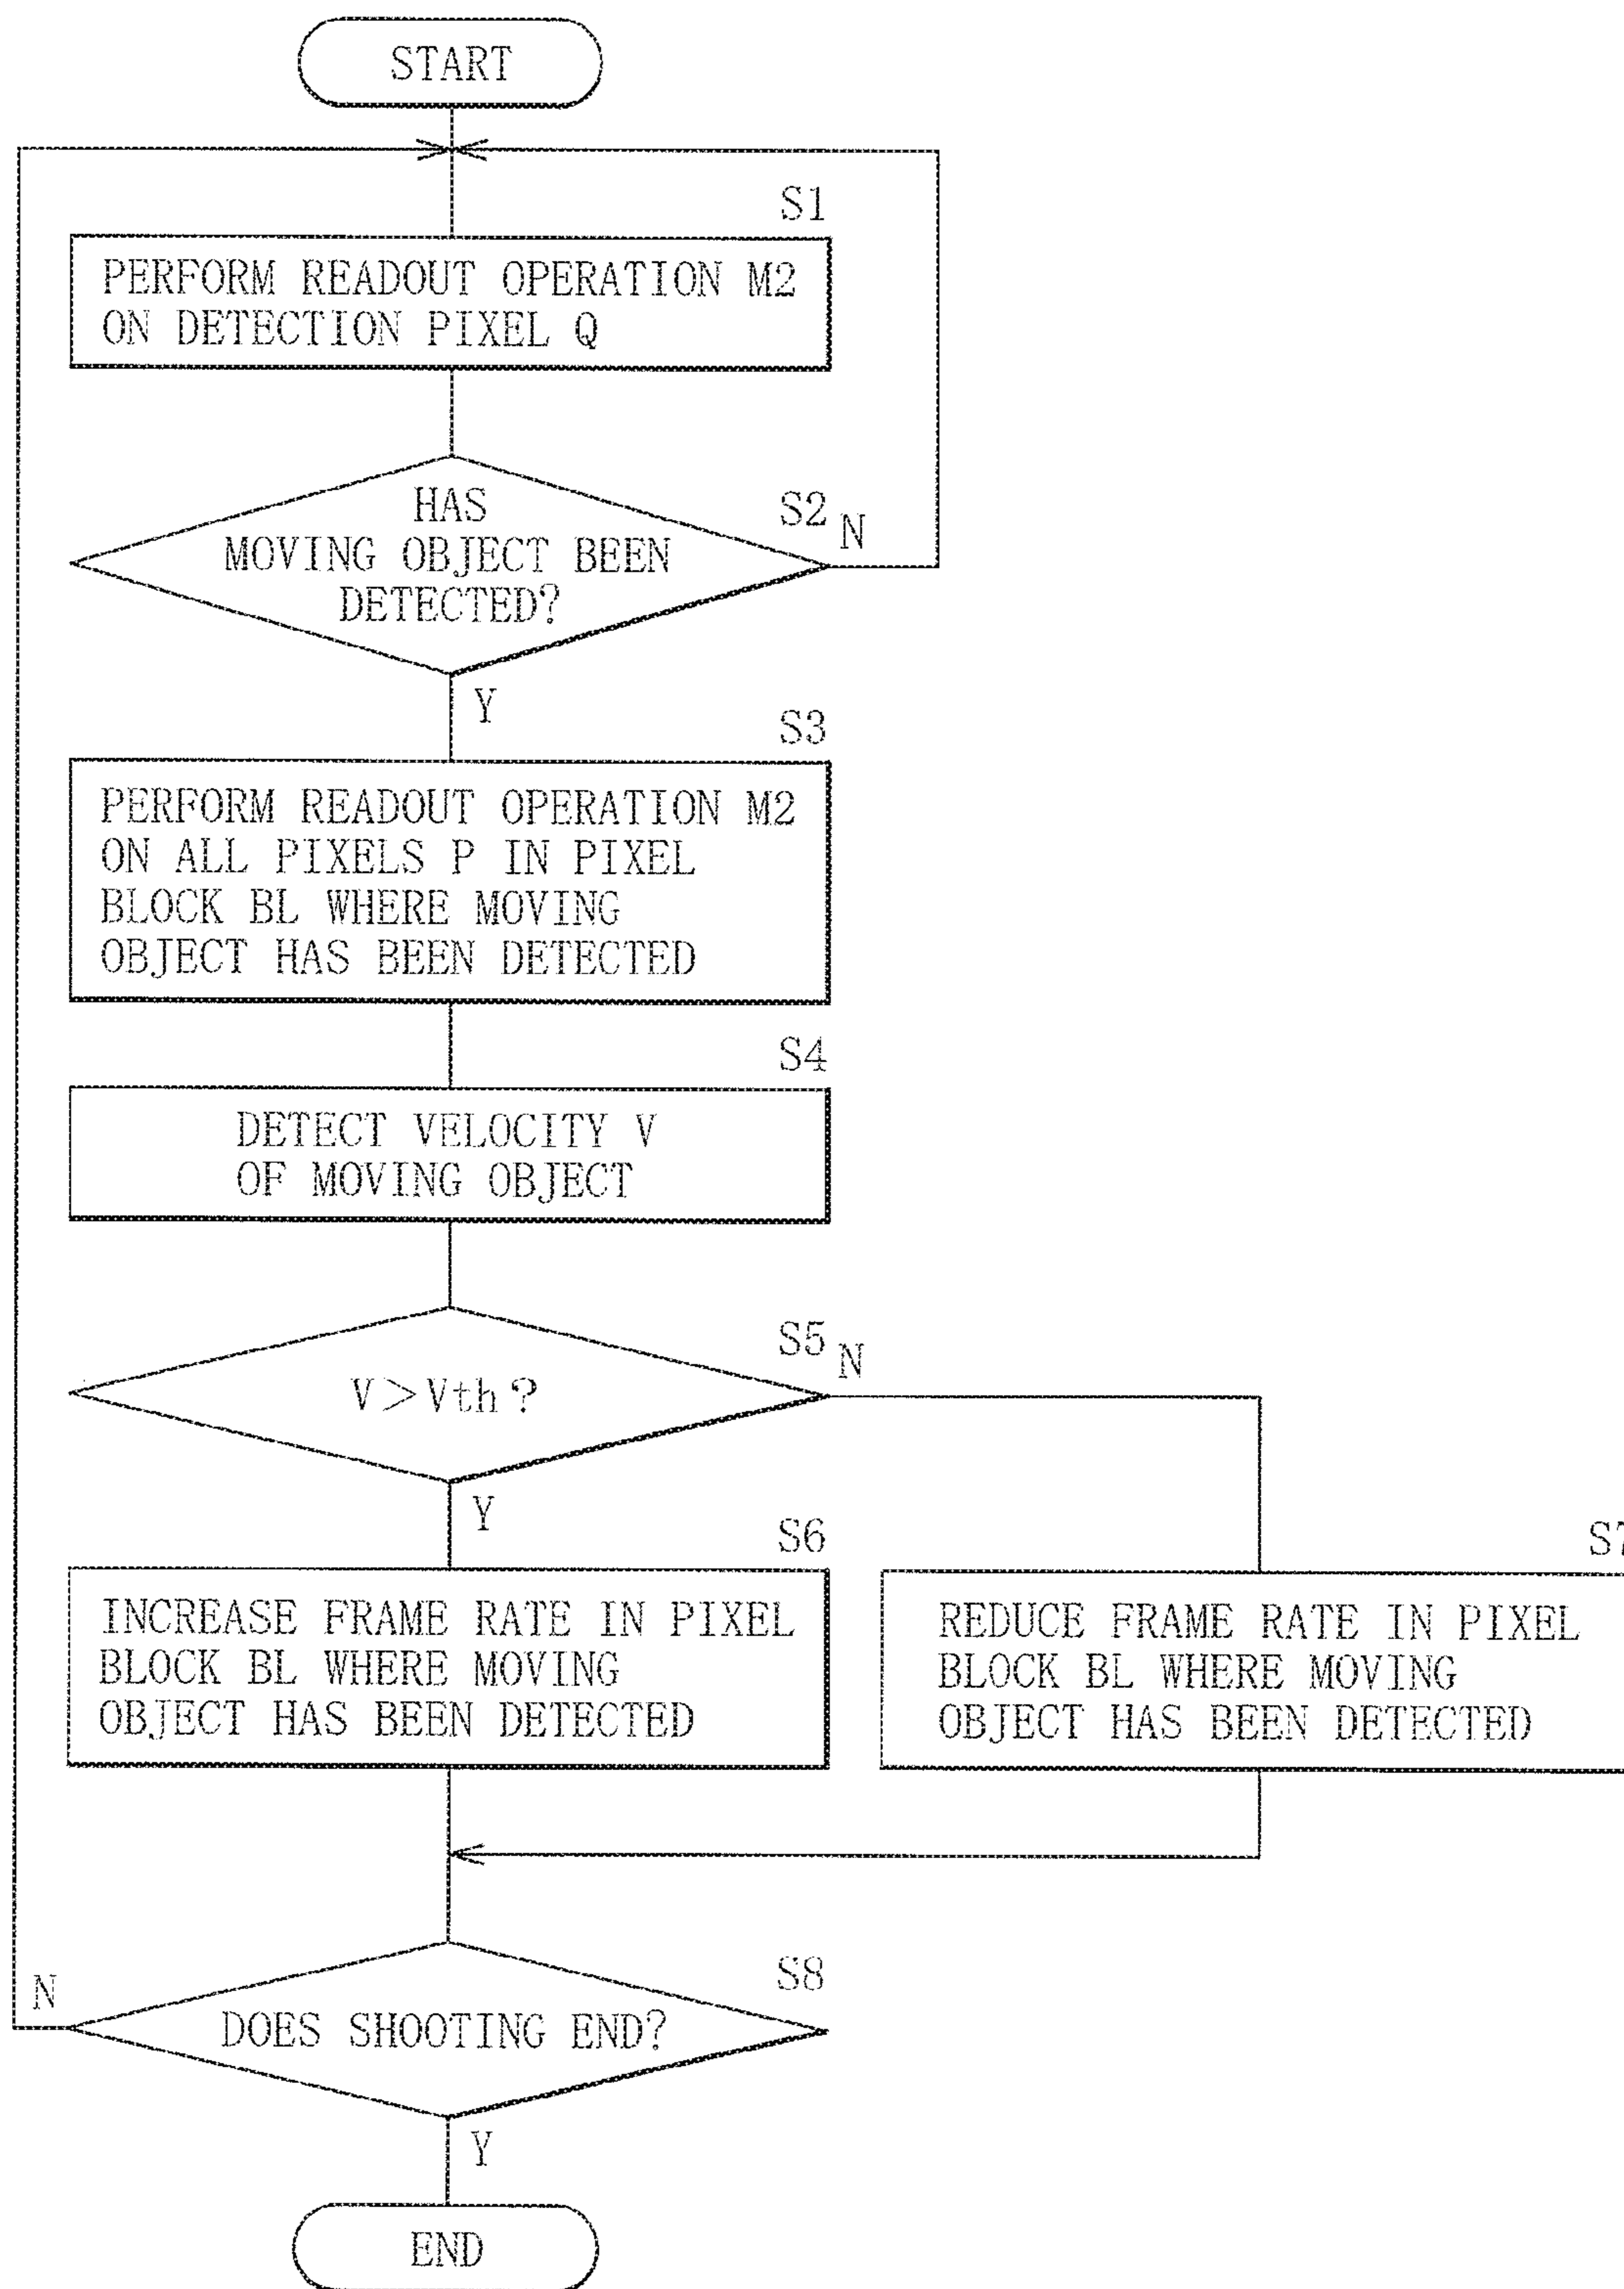 START
S1
PERFORM READOUT OPERATION M2
ON DETECTION PIXEL Q
S2
N
HAS
MOVING OBJECT BEEN
DETECTED?
Y
S3
PERFORM READOUT OPERATION M2
ON ALL PIXELS P IN PIXEL
BLOCK BL WHERE MOVING
OBJECT HAS BEEN DETECTED
S4
DETECT VELOCITY V
OF MOVING OBJECT
S5
N
V>Vth?
Y
S6
INCREASE FRAME RATE IN PIXEL
BLOCK BL WHERE MOVING
OBJECT HAS BEEN DETECTED
S7
REDUCE FRAME RATE IN PIXEL
BLOCK BL WHERE MOVING
OBJECT HAS BEEN DETECTED
S8
N
DOES SHOOTING END?
Y
END